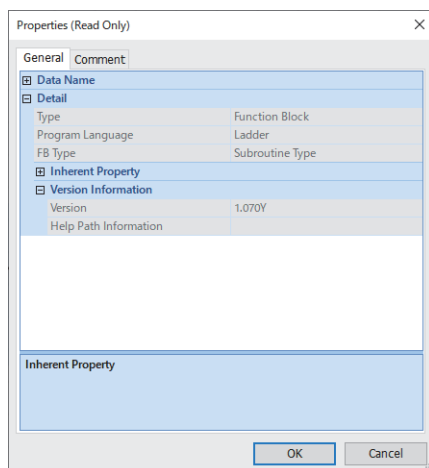 Properties (Read Only)
General Comment
Data Name
Detail
Type Function Block
Program Language Ladder
FB Type Subroutine Type
Inherent Property
Version Information
Version 1.070Y
Help Path Information
Inherent Property
OK Cancel